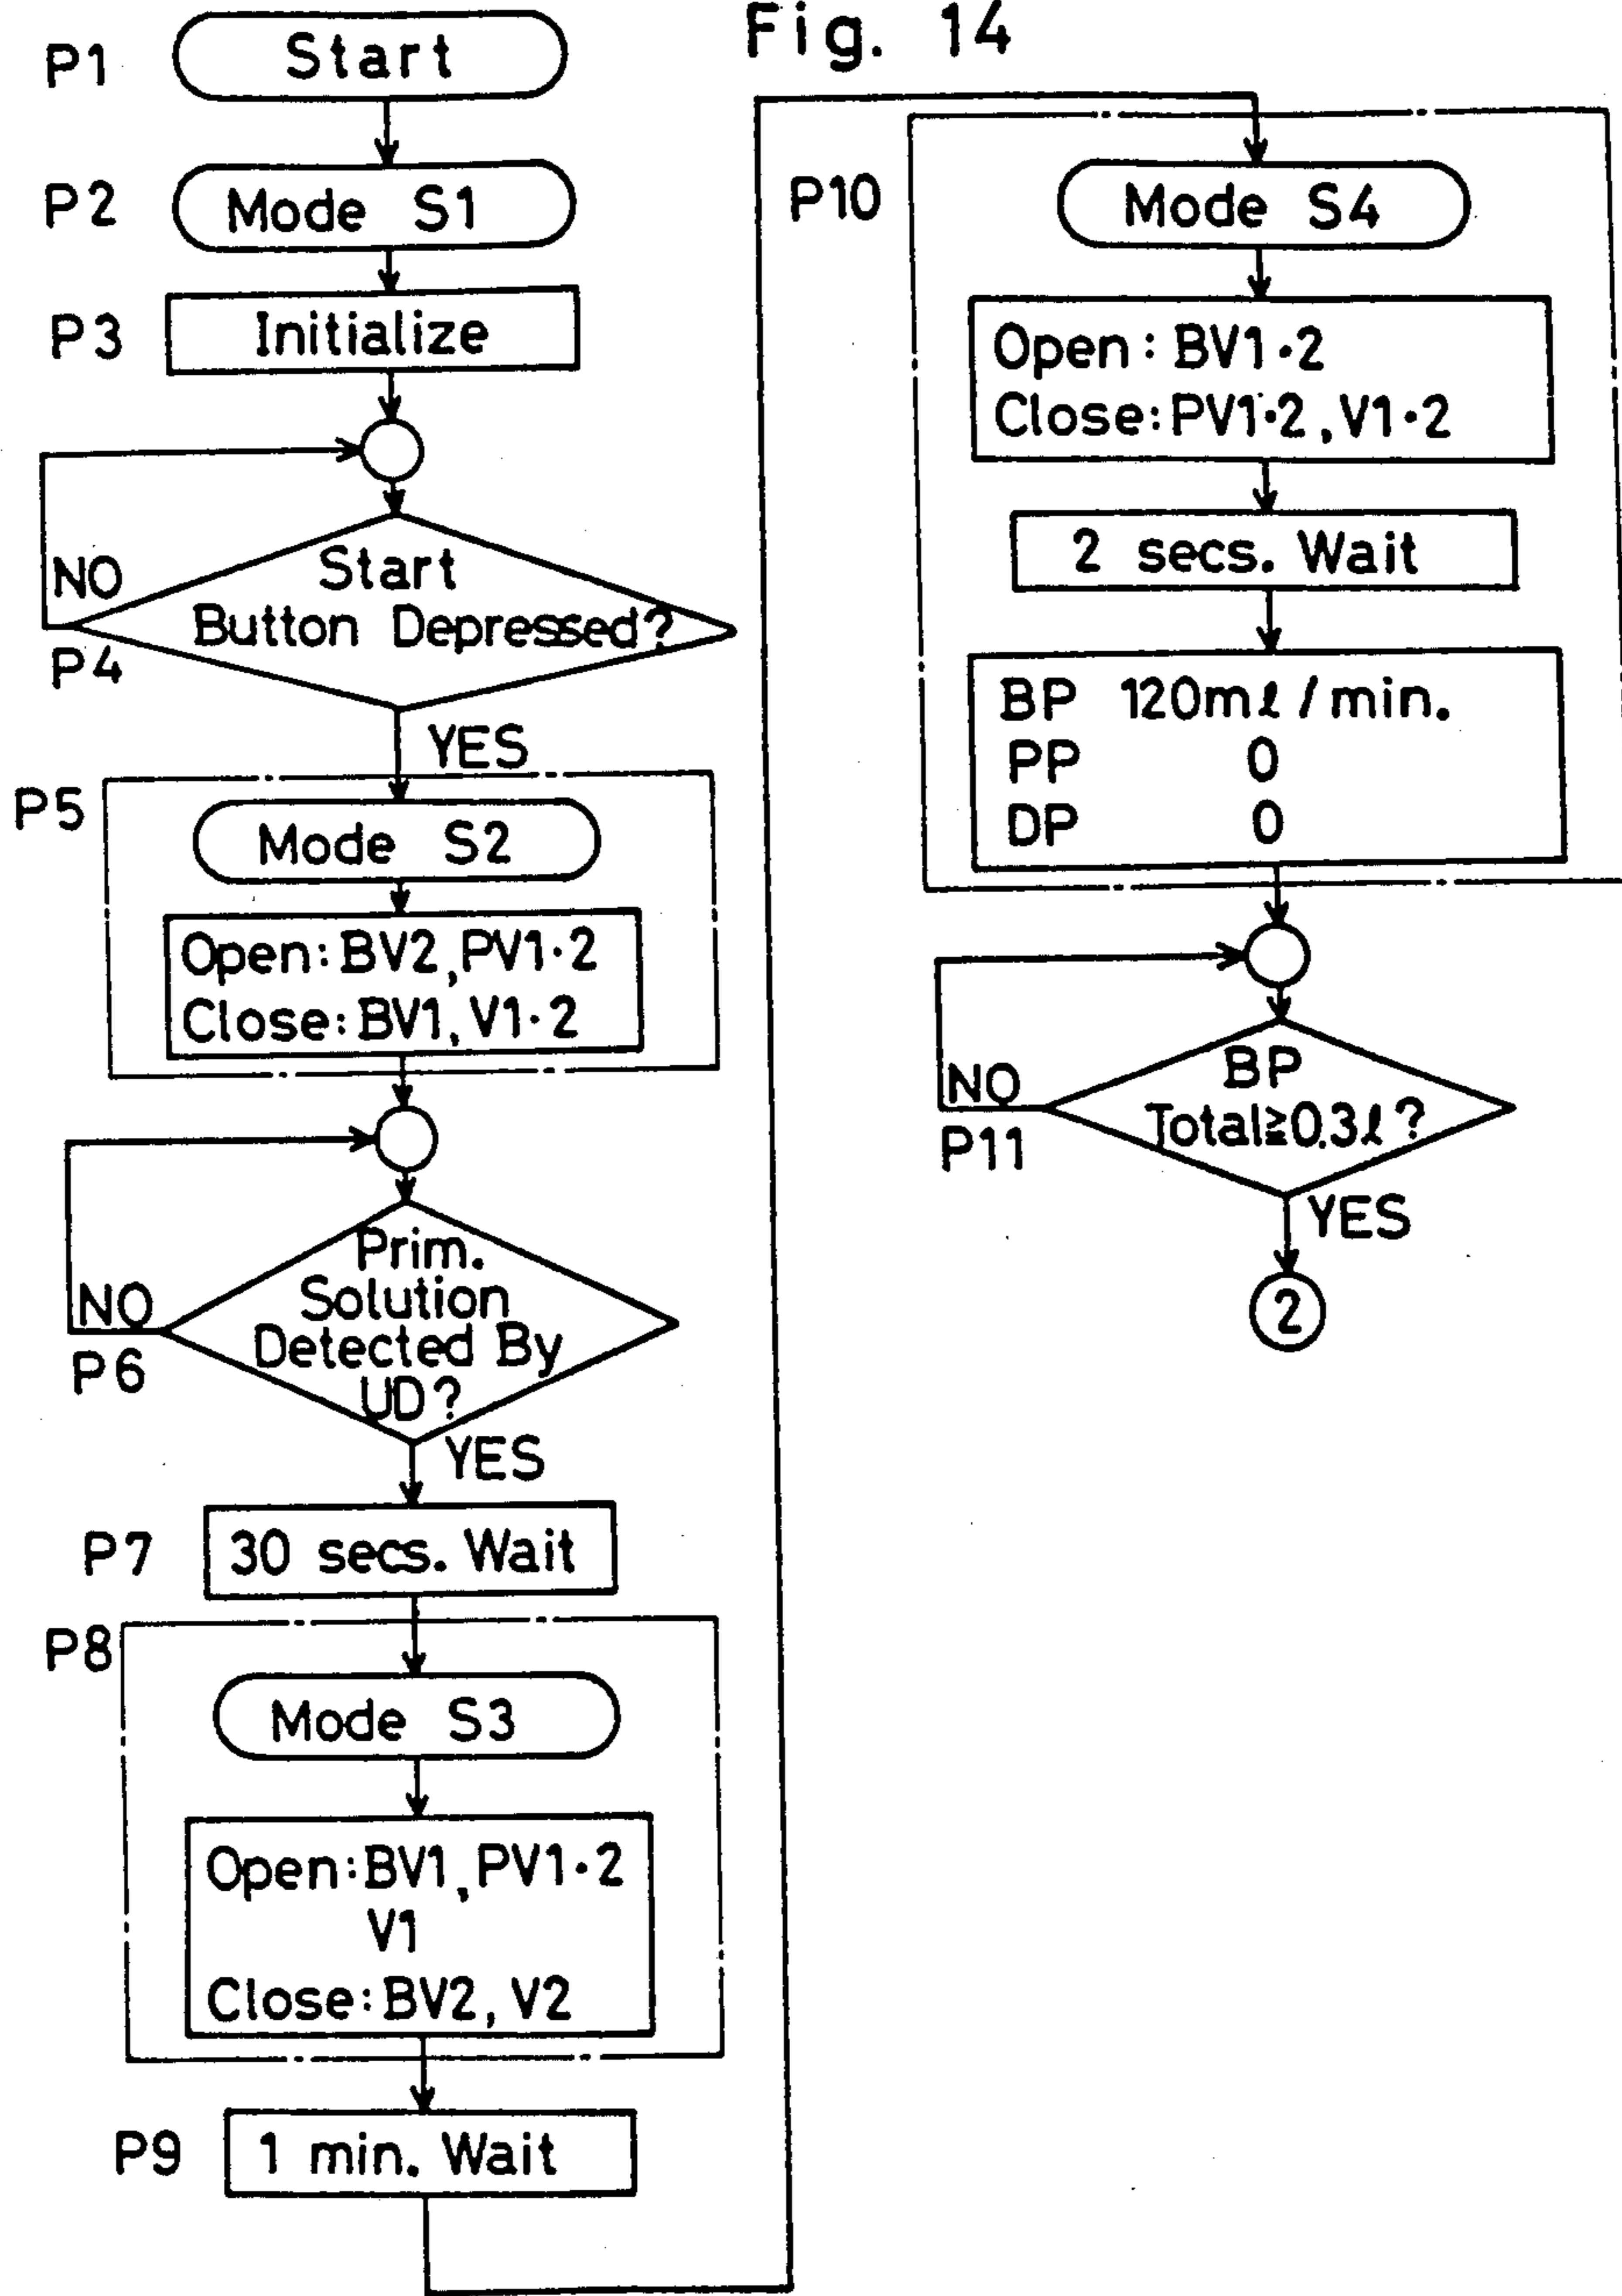 Fig. 14
P1 Start
P2 Mode S1
P3 Initialize
Start
Button Depressed?
NO
P4
YES
P5
Mode S2
Open: BV2, PV1·2
Close: BV1, V1·2
Prim.
Solution
Detected By
UD?
NO
P6
YES
P7 30 secs. Wait
P8
Mode S3
Open: BV1, PV1·2
V1
Close: BV2, V2
P9 1 min. Wait
P10 Mode S4
Open: BV1·2
Close: PV1·2, V1·2
2 secs. Wait
BP 120mℓ/min.
PP 0
DP 0
BP
Total≧0.3ℓ?
NO
P11
YES
2